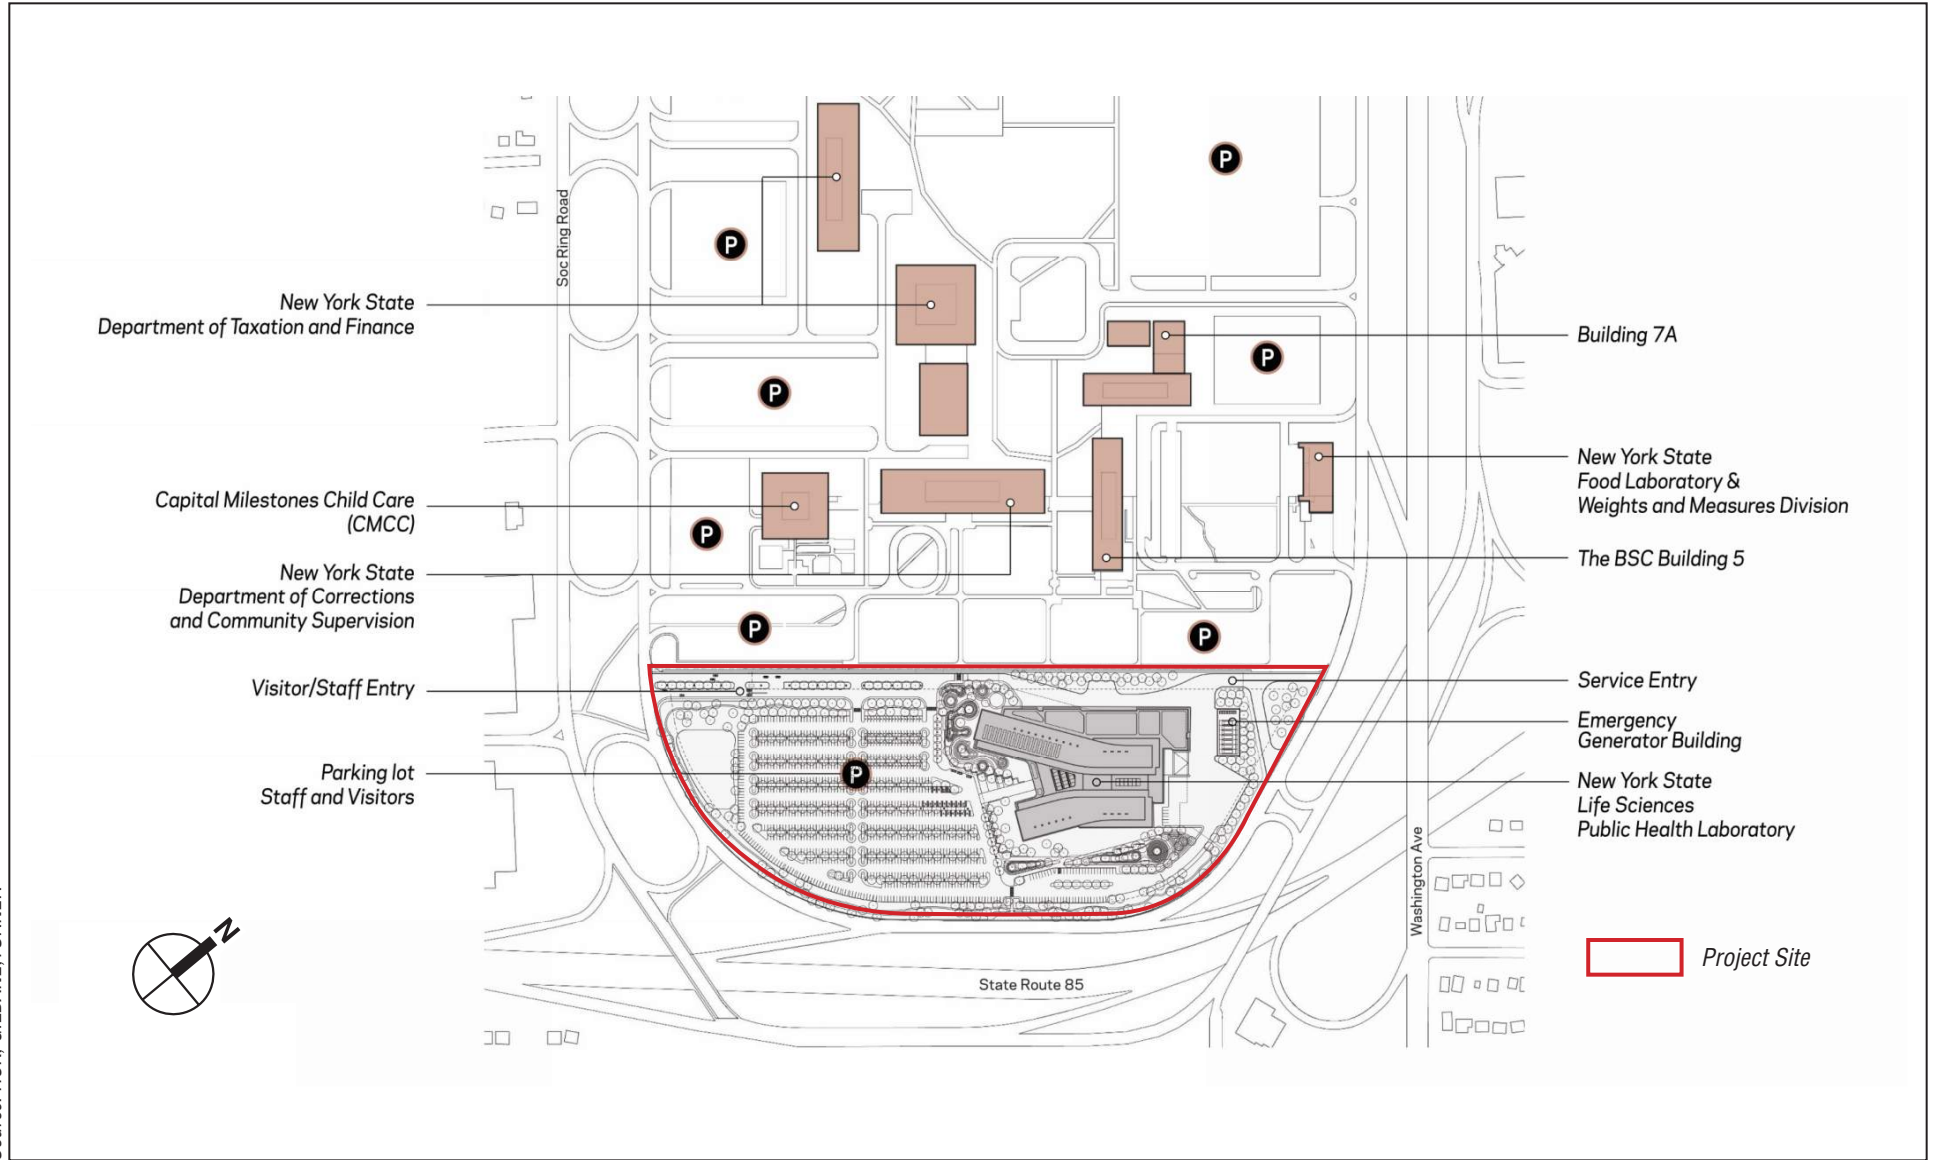 P
P
Soc Ring Road
New York State
Department of Taxation and Finance
Building 7A
P
P
New York State
Food Laboratory &
Weights and Measures Division
Capital Milestones Child Care
(CMCC)
P
The BSC Building 5
New York State
Department of Corrections
and Community Supervision
P
P
Visitor/Staff Entry
Service Entry
Emergency
Generator Building
Parking lot
Staff and Visitors
P
New York State
Life Sciences
Public Health Laboratory
Washington Ave
N
Project Site
State Route 85